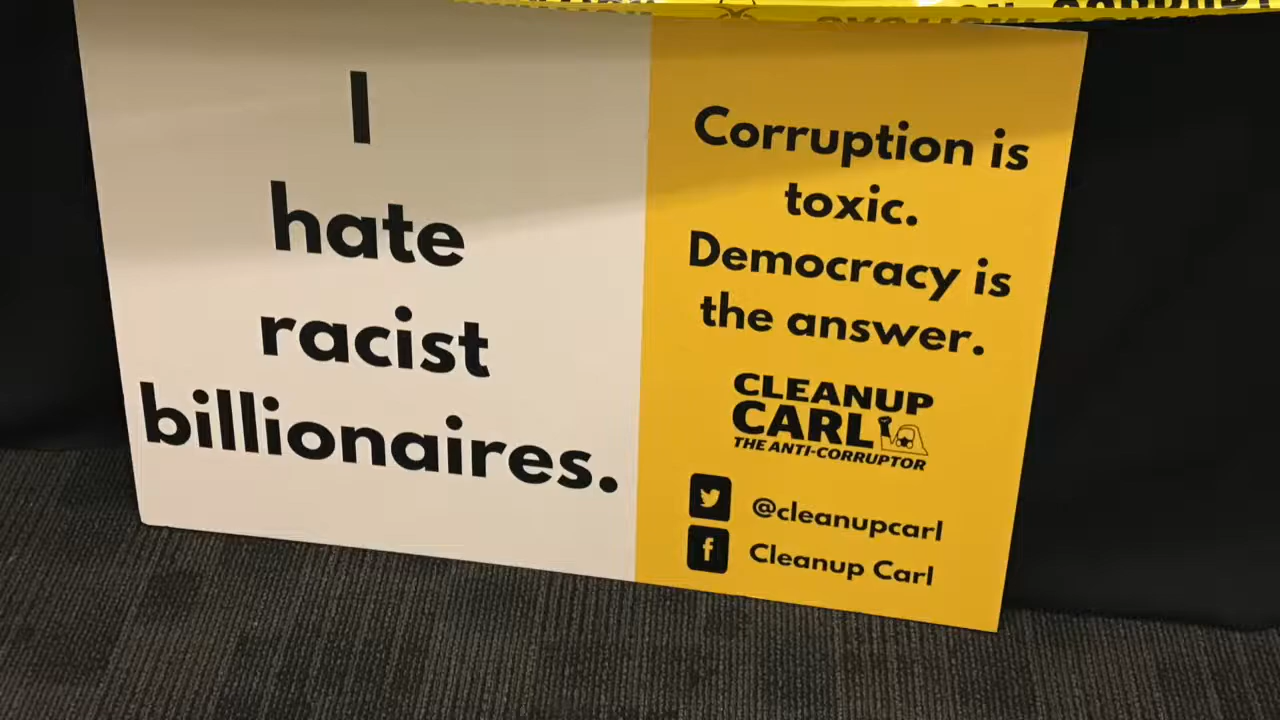 I
hate
racist
billionaires.
Corruption is
toxic.
Democracy is
the answer.
CLEANUP
CARL
THE ANTI-CORRUPTOR
@cleanupcarl
Cleanup Carl